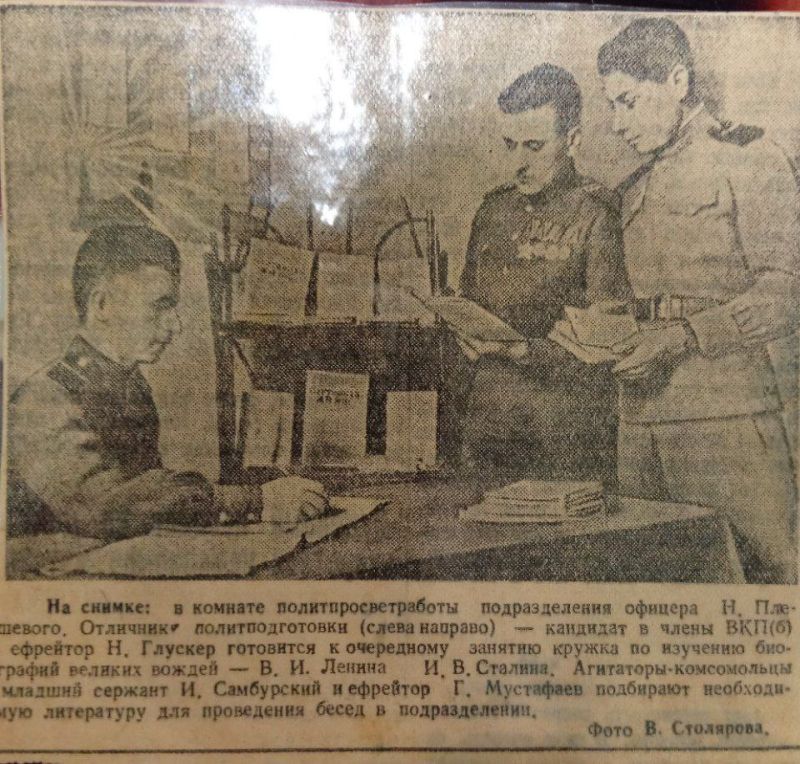 На снимке: в комнате политпросветработы подразделения офицера Н. Пле-
шевого. Отличники политподготовки (слева направо) — кандидат в члены ВКП(б)
ефрейтор Н. Глускер готовится к очередному занятию кружка по изучению био-
графий великих вождей — В. И. Ленина И. В. Сталина. Агитаторы-комсомольцы
младший сержант И. Самбурский и ефрейтор Г. Мустафаев подбирают необходи-
мую литературу для проведения бесед в подразделении.
Фото В. Столярова.